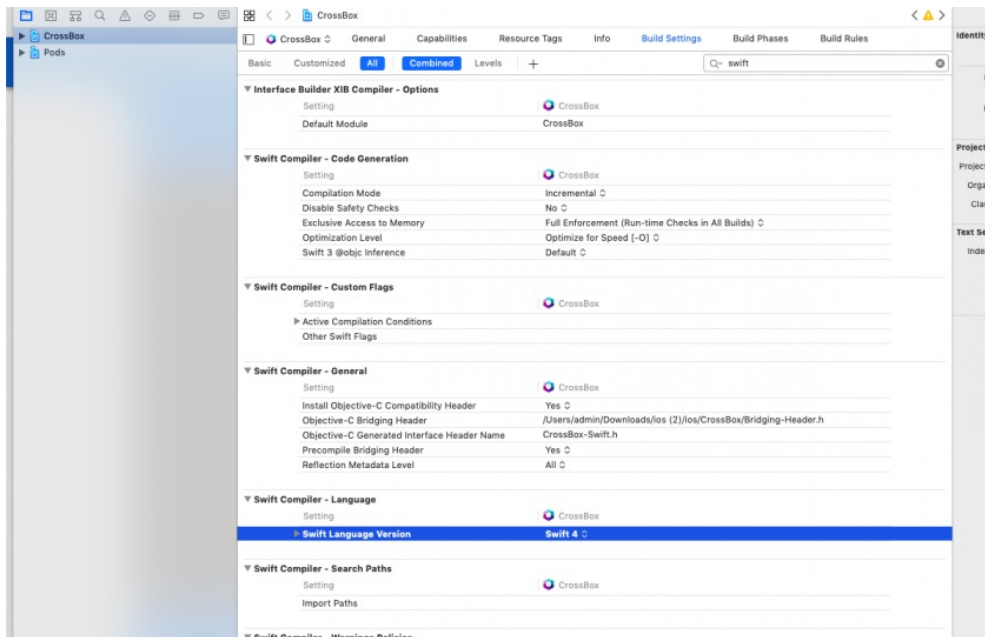 CrossBox
CrossBox
Pods
CrossBox General Capabilities Resource Tags Info Build Settings Build Phases Build Rules
Basic Customized All Combined Levels + swift
Interface Builder XIB Compiler - Options
Setting CrossBox
Default Module CrossBox
Swift Compiler - Code Generation
Setting CrossBox
Compilation Mode Incremental
Disable Safety Checks No
Exclusive Access to Memory Full Enforcement (Run-time Checks in All Builds)
Optimization Level Optimize for Speed [-O]
Swift 3 @objc Inference Default
Swift Compiler - Custom Flags
Setting CrossBox
Active Compilation Conditions
Other Swift Flags
Swift Compiler - General
Setting CrossBox
Install Objective-C Compatibility Header Yes
Objective-C Bridging Header /Users/admin/Downloads/ios (2)/ios/CrossBox/Bridging-Header.h
Objective-C Generated Interface Header Name CrossBox-Swift.h
Precompile Bridging Header Yes
Reflection Metadata Level All
Swift Compiler - Language
Setting CrossBox
Swift Language Version Swift 4
Swift Compiler - Search Paths
Setting CrossBox
Import Paths
Identity
Project
Project
Orga
Clas
Text Se
Inde